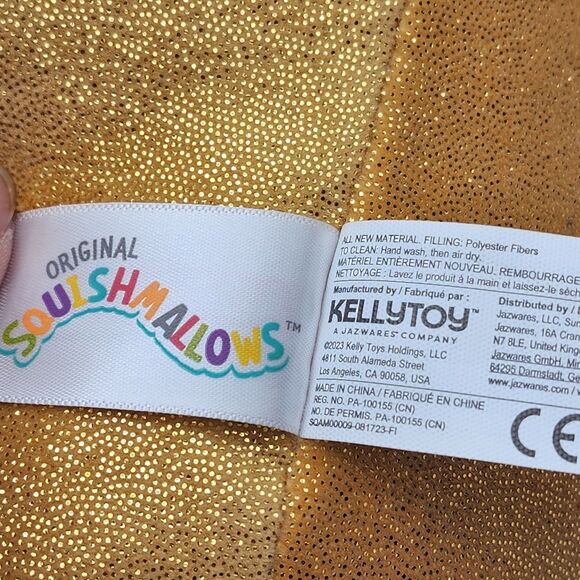 ORIGINAL
SQUISHMALLOWS™
ALL NEW MATERIAL. FILLING: Polyester Fibers
TO CLEAN: Hand wash, then air dry.
MATÉRIEL ENTIÈREMENT NOUVEAU. REMBOURRAGE
NETTOYAGE : Lavez le produit à la main et laissez-le séch
Manufactured by / Fabriqué par :
KELLYTOY™
A JAZWARES® COMPANY
©2023 Kelly Toys Holdings, LLC
4811 South Alameda Street
Los Angeles, CA 90058, USA
Distributed by /
Jazwares, LLC,
Jazwares, 16A
N7 8LE, United
Jazwares GmbH,
64295 Darmstadt,
www.jazwares.com /
MADE IN CHINA / FABRIQUÉ EN CHINE
REG. NO. PA-100155 (CN)
NO. DE PERMIS. PA-100155 (CN)
SQAM00009-081723-FI
CE